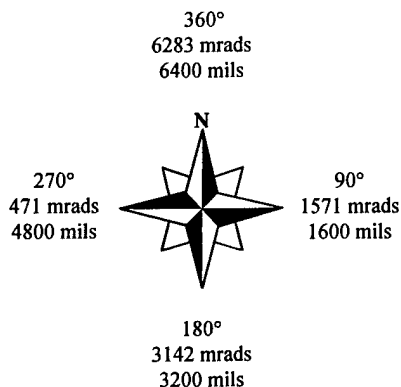 360°
6283 mrads
6400 mils
N
270°
471 mrads
4800 mils
90°
1571 mrads
1600 mils
180°
3142 mrads
3200 mils